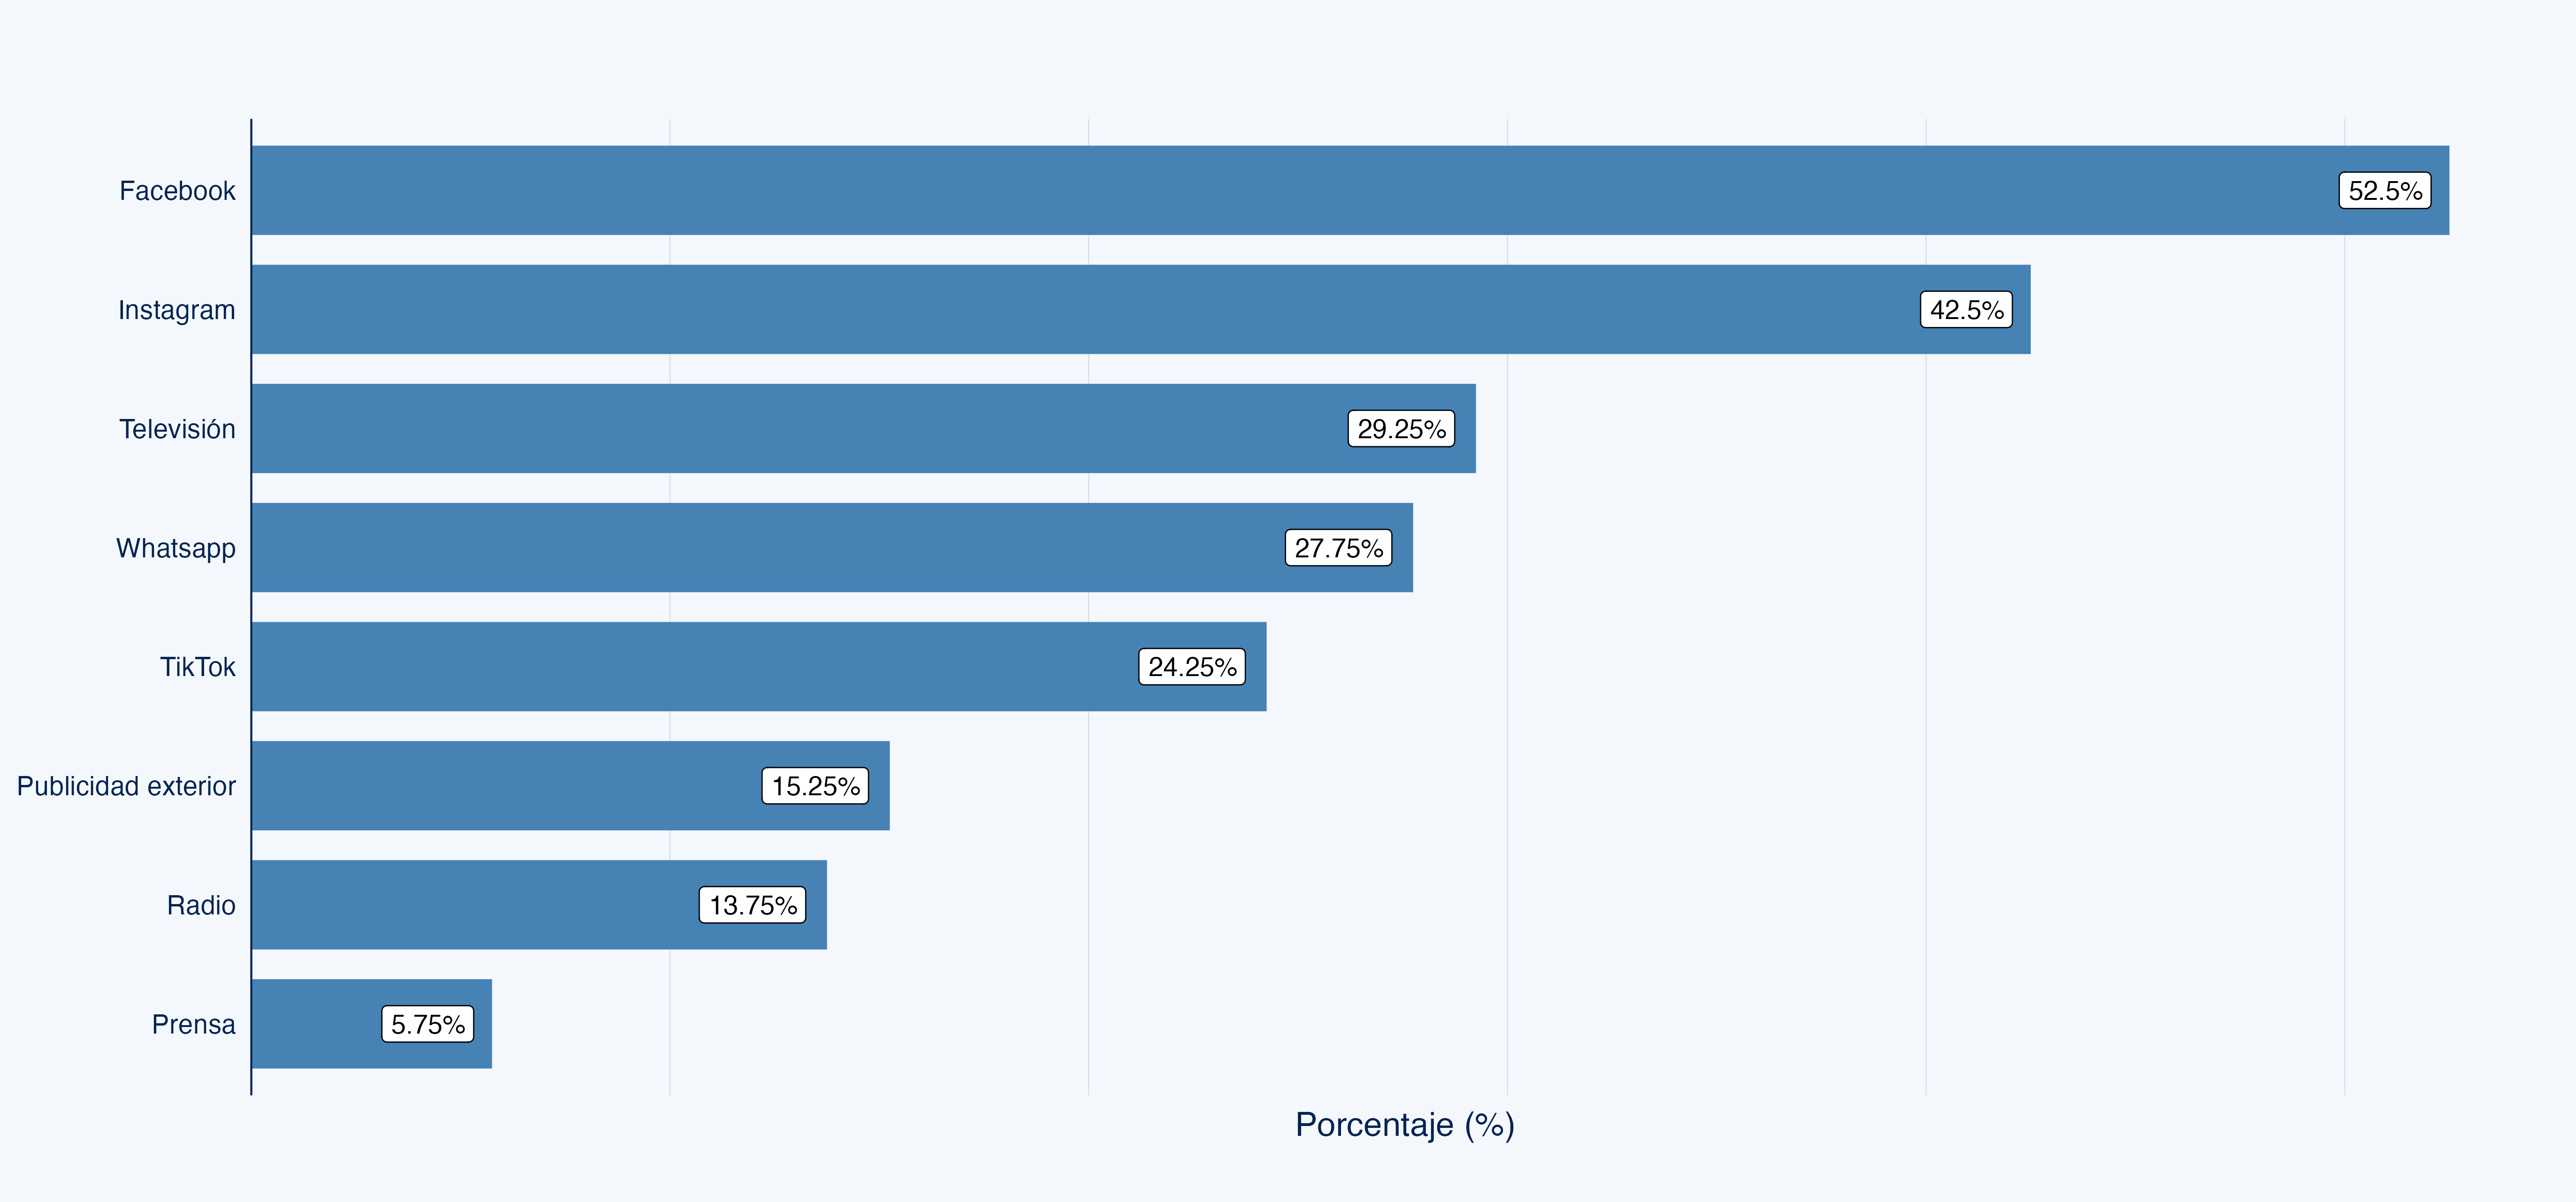 Facebook 52.5%
Instagram 42.5%
Televisión 29.25%
Whatsapp 27.75%
TikTok 24.25%
Publicidad exterior 15.25%
Radio 13.75%
Prensa 5.75%
Porcentaje (%)